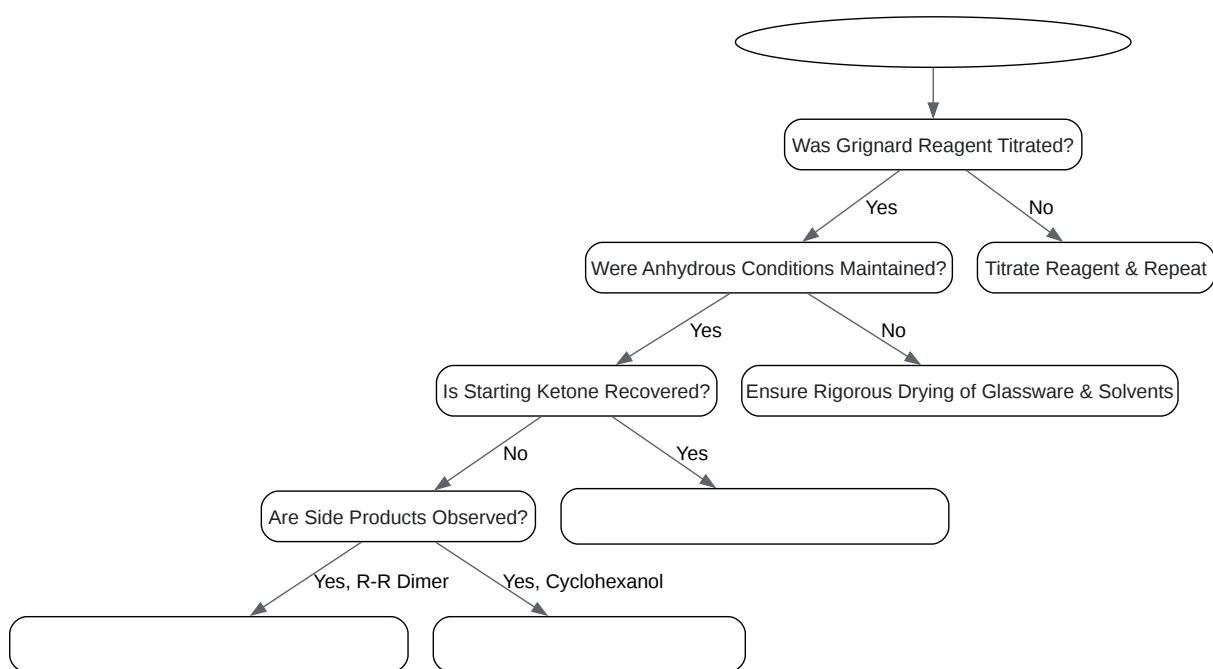 Was Grignard Reagent Titrated?
Yes
No
Were Anhydrous Conditions Maintained?
Titrate Reagent & Repeat
Yes
No
Is Starting Ketone Recovered?
Ensure Rigorous Drying of Glassware & Solvents
No
Yes
Are Side Products Observed?
Yes, R-R Dimer
Yes, Cyclohexanol